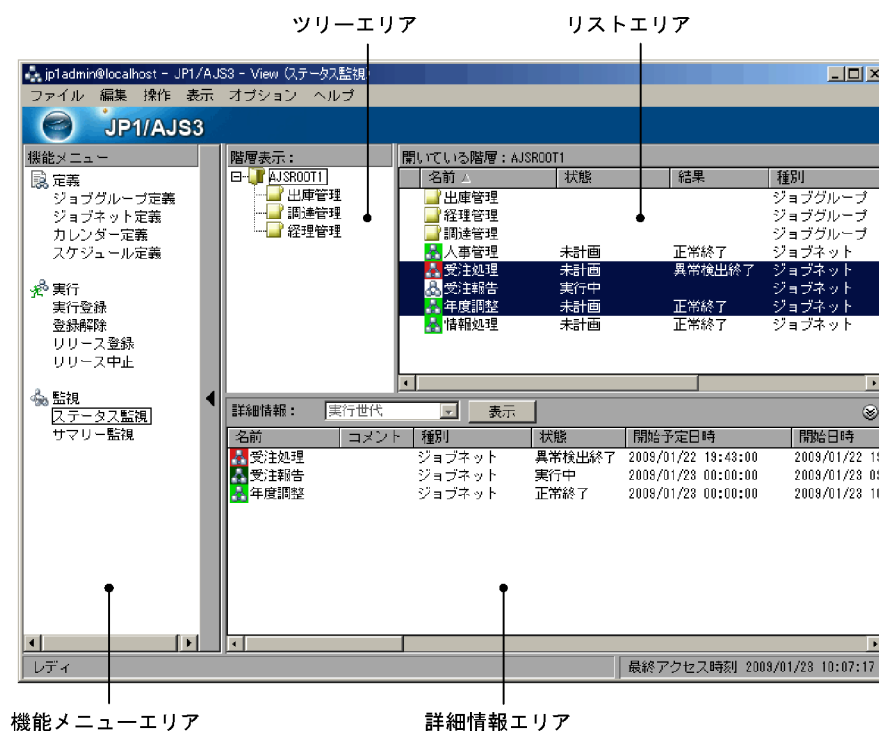 ツリーエリア リストエリア
jp1admin@localhost - JP1/AJS3 - View (ステータス監視)
ファイル 編集 操作 表示 オプション ヘルプ
JP1/AJS3
機能メニュー
定義
ジョブグループ定義
ジョブネット定義
カレンダー定義
スケジュール定義
実行
実行登録
登録解除
リリース登録
リリース中止
監視
ステータス監視
サマリー監視
階層表示：
AJSROOT1
出庫管理
調達管理
経理管理
開いている階層：AJSROOT1
名前 状態 結果 種別
出庫管理 ジョブグループ
経理管理 ジョブグループ
調達管理 ジョブグループ
人事管理 未計画 正常終了 ジョブネット
受注処理 未計画 異常検出終了 ジョブネット
受注報告 実行中 ジョブネット
年度調整 未計画 正常終了 ジョブネット
情報処理 未計画 正常終了 ジョブネット
詳細情報： 実行世代 表示
名前 コメント 種別 状態 開始予定日時 開始日時
受注処理 ジョブネット 異常検出終了 2009/01/22 19:43:00 2009/01/22
受注報告 ジョブネット 実行中 2009/01/23 00:00:00 2009/01/23
年度調整 ジョブネット 正常終了 2009/01/23 00:00:00 2009/01/23
レディ 最終アクセス時刻 2009/01/23 10:07:17
機能メニューエリア 詳細情報エリア